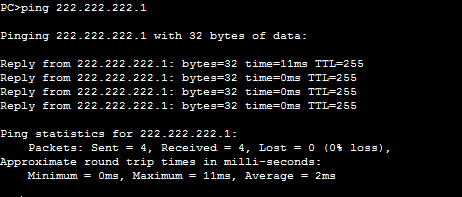 PC>ping 222.222.222.1
Pinging 222.222.222.1 with 32 bytes of data:
Reply from 222.222.222.1: bytes=32 time=11ms TTL=255
Reply from 222.222.222.1: bytes=32 time=0ms TTL=255
Reply from 222.222.222.1: bytes=32 time=0ms TTL=255
Reply from 222.222.222.1: bytes=32 time=0ms TTL=255
Ping statistics for 222.222.222.1:
Packets: Sent = 4, Received = 4, Lost = 0 (0% loss),
Approximate round trip times in milli-seconds:
Minimum = 0ms, Maximum = 11ms, Average = 2ms